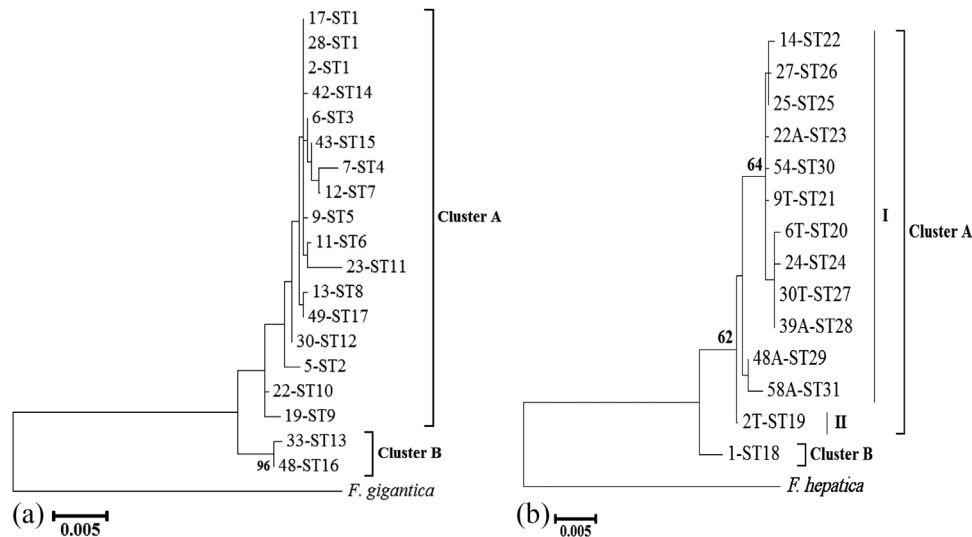 17-ST1
28-ST1
2-ST1
42-ST14
6-ST3
43-ST15
7-ST4
12-ST7
9-ST5
Cluster A
11-ST6
23-ST11
13-ST8
49-ST17
30-ST12
5-ST2
22-ST10
19-ST9
33-ST13
Cluster B
96
48-ST16
F. gigantica
(a)
0.005
14-ST22
27-ST26
25-ST25
22A-ST23
64
54-ST30
9T-ST21
I
6T-ST20
Cluster A
24-ST24
30T-ST27
39A-ST28
62
48A-ST29
58A-ST31
2T-ST19
II
1-ST18
Cluster B
F. hepatica
(b)
0.005